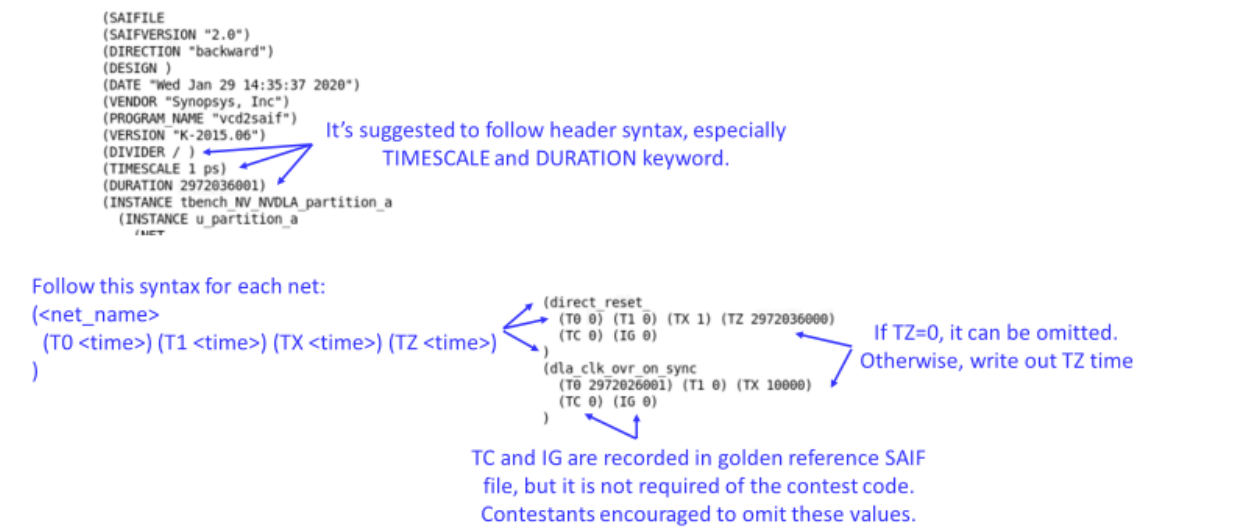 (SAIFILE
(SAIFVERSION "2.0")
(DIRECTION "backward")
(DESIGN )
(DATE "Wed Jan 29 14:35:37 2020")
(VENDOR "Synopsys, Inc")
(PROGRAM_NAME "vcd2saif")
(VERSION "K-2015.06")
(DIVIDER / )
(TIMESCALE 1 ps)
(DURATION 2972036001)
(INSTANCE tbench_NV_NVDLA_partition_a
(INSTANCE u_partition_a
(NET
It's suggested to follow header syntax, especially
TIMESCALE and DURATION keyword.
Follow this syntax for each net:
(<net_name>
(T0 <time>) (T1 <time>) (TX <time>) (TZ <time>)
)
(direct_reset_
(T0 0) (T1 0) (TX 1) (TZ 2972036000)
(TC 0) (IG 0)
)
(dla_clk_ovr_on_sync
(T0 2972026001) (T1 0) (TX 10000)
(TC 0) (IG 0)
)
If TZ=0, it can be omitted.
Otherwise, write out TZ time
TC and IG are recorded in golden reference SAIF
file, but it is not required of the contest code.
Contestants encouraged to omit these values.